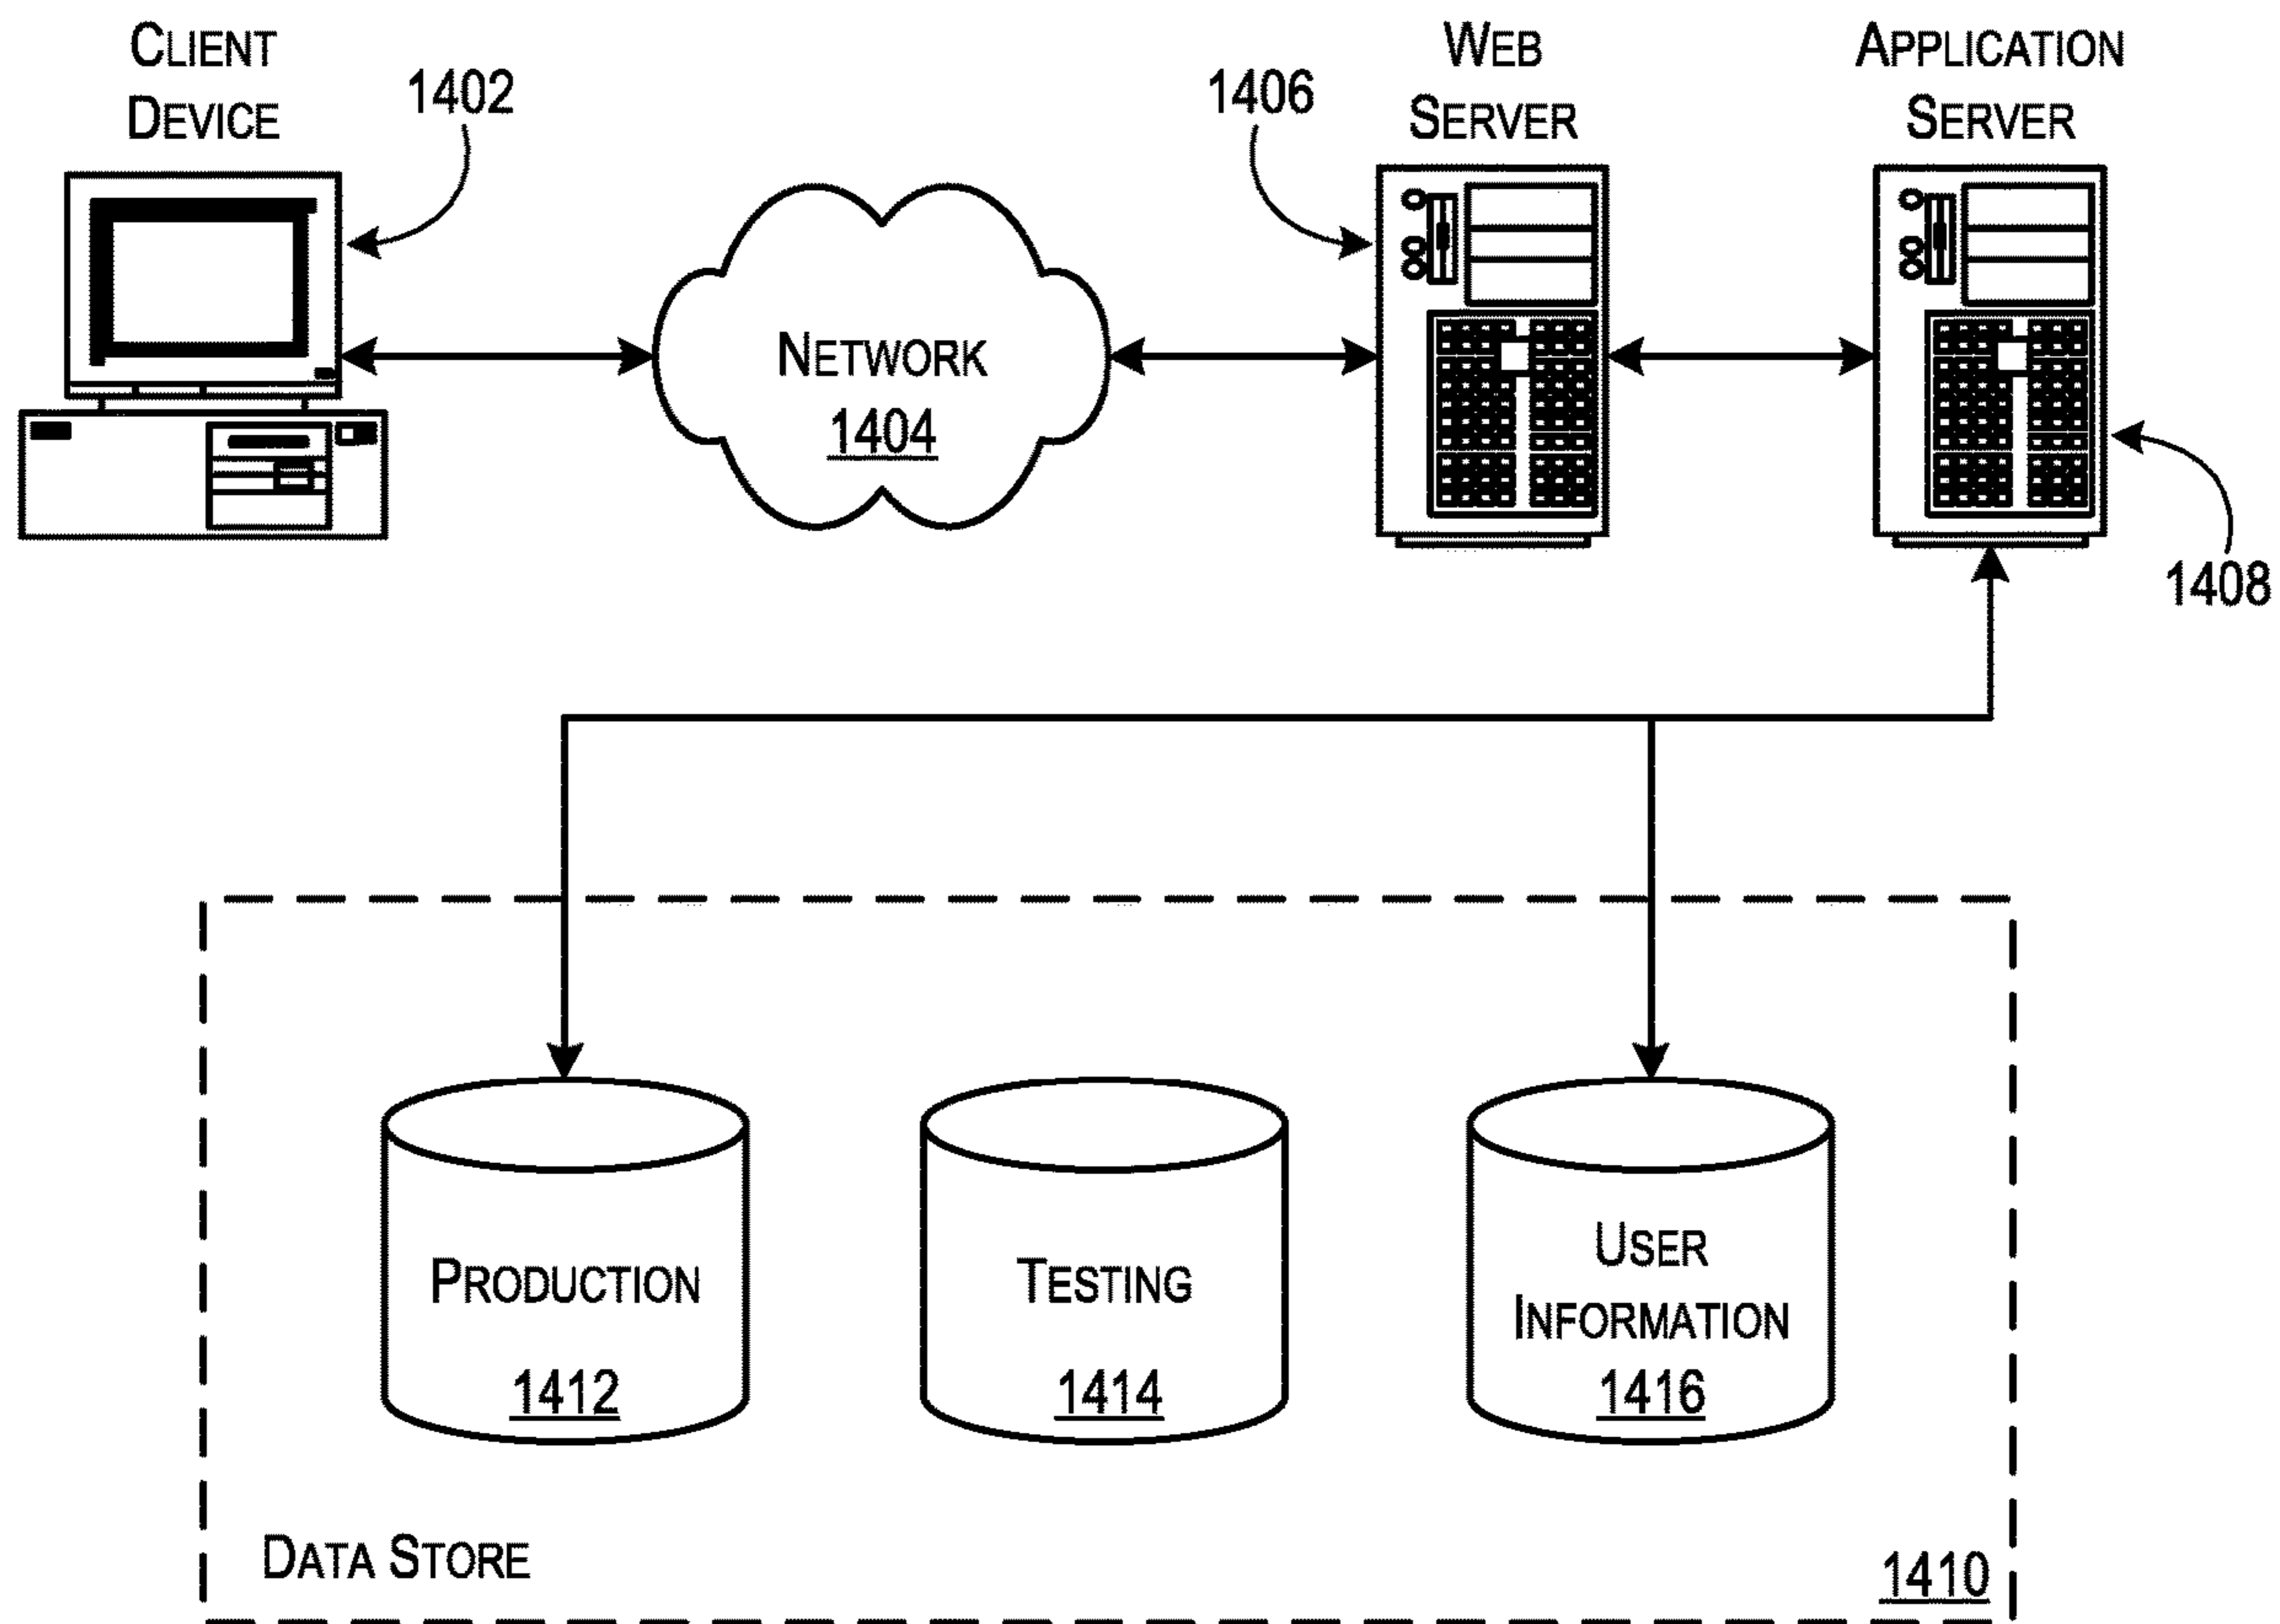 CLIENT
DEVICE
1402
1406
WEB
SERVER
APPLICATION
SERVER
NETWORK
1404
1408
PRODUCTION
1412
TESTING
1414
USER
INFORMATION
1416
DATA STORE
1410